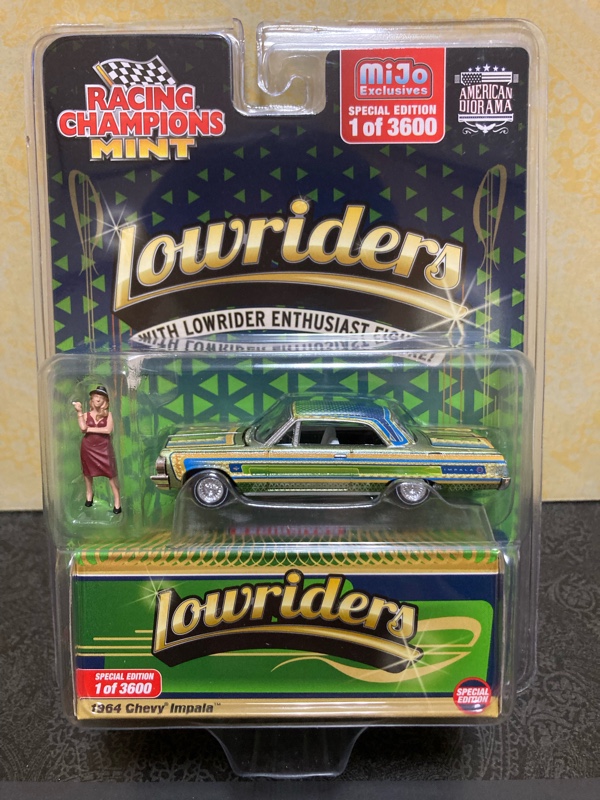 RACING
CHAMPIONS
MINT
MiJo
Exclusives
SPECIAL EDITION
1 of 3600
AMERICAN
DIORAMA
Lowriders
WITH LOWRIDER ENTHUSIAST
IMPALA
Lowriders
SPECIAL EDITION
1 of 3600
1964 Chevy® Impala™
SPECIAL
EDITION